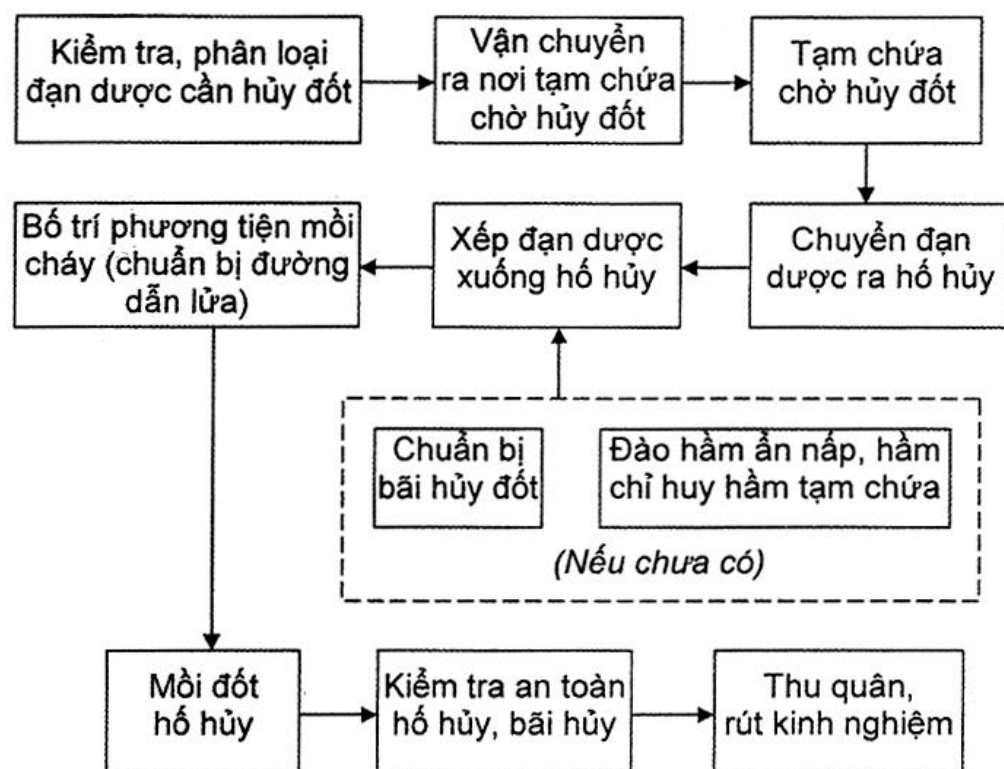 Kiểm tra, phân loại
đạn dược cần hủy đốt
Vận chuyển
ra nơi tạm chứa
chờ hủy đốt
Tạm chứa
chờ hủy đốt
Chuyển đạn
dược ra hố hủy
Xếp đạn dược
xuống hố hủy
Bố trí phương tiện mồi
cháy (chuẩn bị đường
dẫn lửa)
Chuẩn bị
bãi hủy đốt
Đào hầm ẩn nấp, hầm
chỉ huy hầm tạm chứa
(Nếu chưa có)
Mồi đốt
hố hủy
Kiểm tra an toàn
hố hủy, bãi hủy
Thu quân,
rút kinh nghiệm